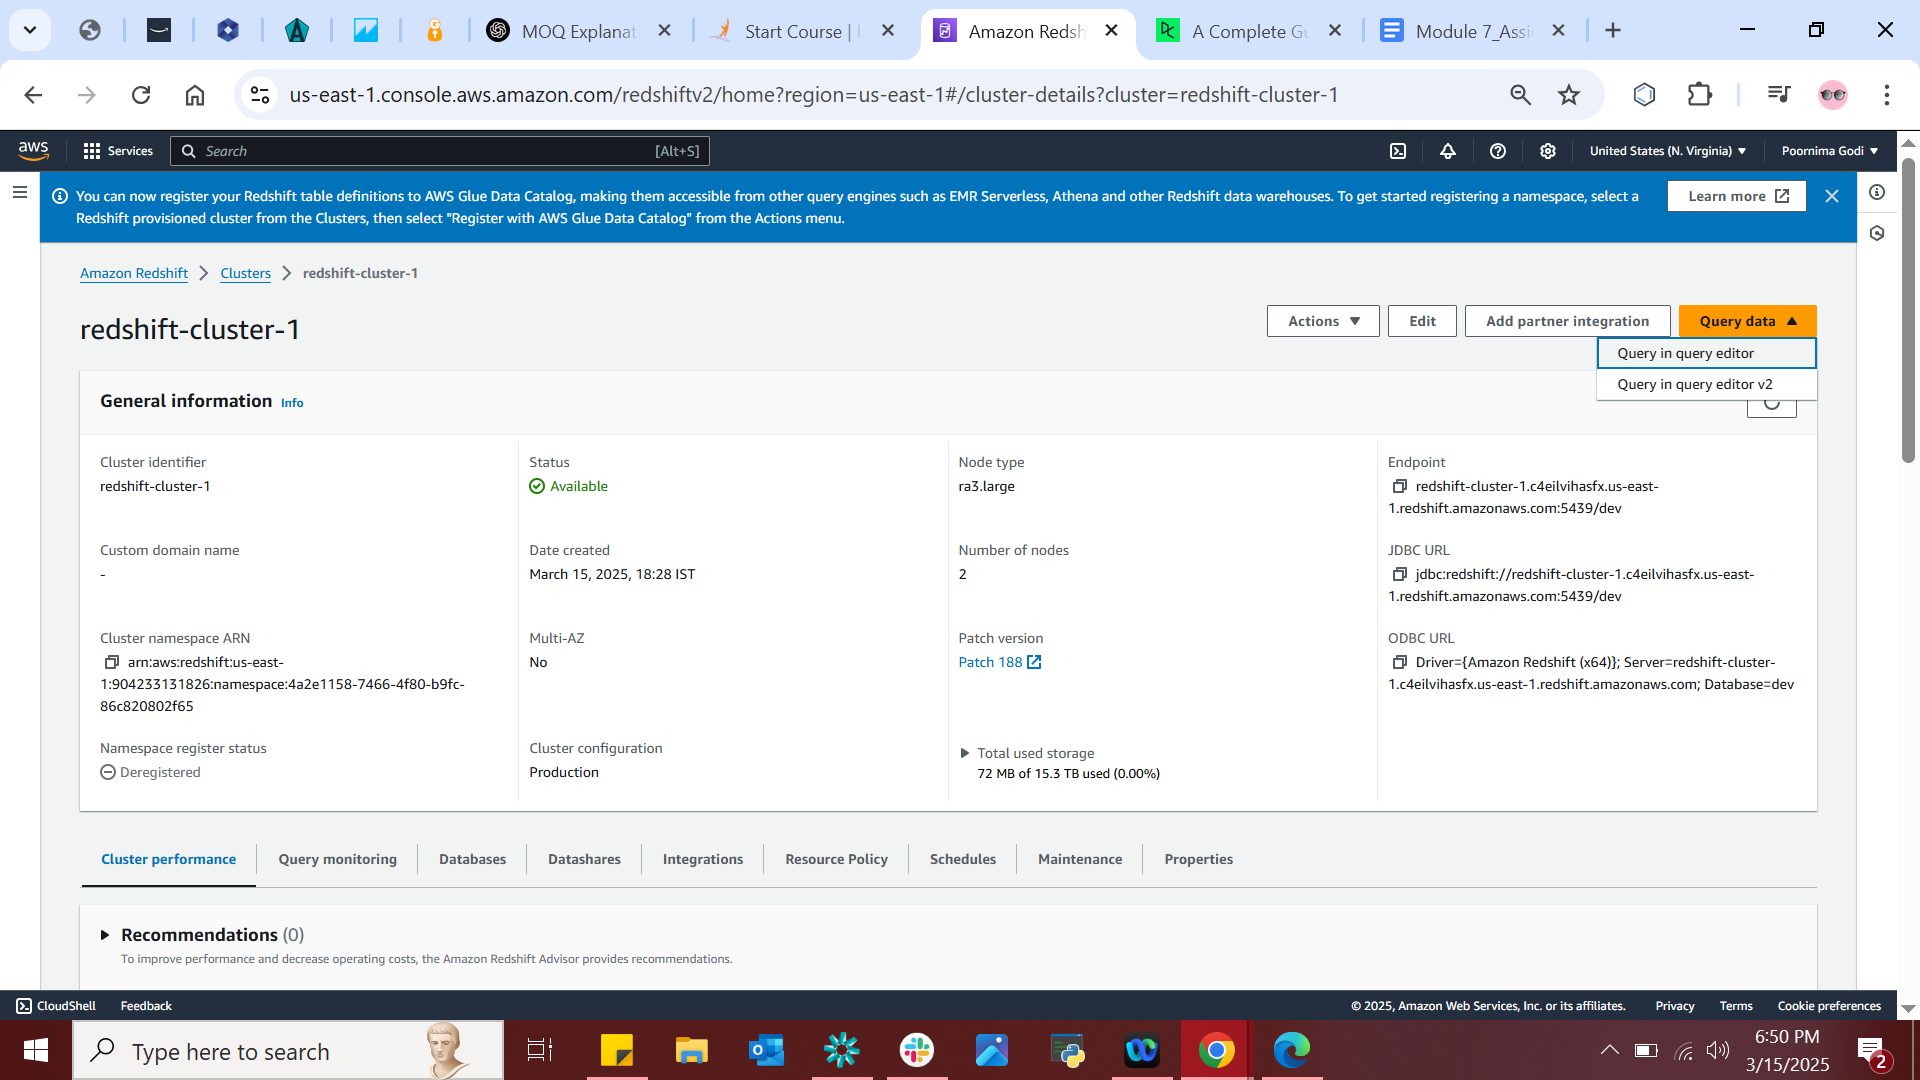 MOQ Explanat
Start Course |
Amazon Redsh
A Complete Gu
Module 7_Assi
us-east-1.console.aws.amazon.com/redshiftv2/home?region=us-east-1#/cluster-details?cluster=redshift-cluster-1
aws
Services
Search
[Alt+S]
United States (N. Virginia)
Poornima Godi
You can now register your Redshift table definitions to AWS Glue Data Catalog, making them accessible from other query engines such as EMR Serverless, Athena and other Redshift data warehouses. To get started registering a namespace, select a
Redshift provisioned cluster from the Clusters, then select "Register with AWS Glue Data Catalog" from the Actions menu.
Learn more
Amazon Redshift
Clusters
redshift-cluster-1
redshift-cluster-1
Actions
Edit
Add partner integration
Query data
Query in query editor
Query in query editor v2
General information
Info
Cluster identifier
redshift-cluster-1
Status
Available
Node type
ra3.large
Endpoint
redshift-cluster-1.c4eilvihasfx.us-east-
1.redshift.amazonaws.com:5439/dev
Custom domain name
-
Date created
March 15, 2025, 18:28 IST
Number of nodes
2
JDBC URL
jdbc:redshift://redshift-cluster-1.c4eilvihasfx.us-east-
1.redshift.amazonaws.com:5439/dev
Cluster namespace ARN
arn:aws:redshift:us-east-
1:904233131826:namespace:4a2e1158-7466-4f80-b9fc-
86c820802f65
Multi-AZ
No
Patch version
Patch 188
ODBC URL
Driver={Amazon Redshift (x64)}; Server=redshift-cluster-
1.c4eilvihasfx.us-east-1.redshift.amazonaws.com; Database=dev
Namespace register status
Deregistered
Cluster configuration
Production
Total used storage
72 MB of 15.3 TB used (0.00%)
Cluster performance
Query monitoring
Databases
Datashares
Integrations
Resource Policy
Schedules
Maintenance
Properties
Recommendations (0)
To improve performance and decrease operating costs, the Amazon Redshift Advisor provides recommendations.
CloudShell
Feedback
© 2025, Amazon Web Services, Inc. or its affiliates.
Privacy
Terms
Cookie preferences
Type here to search
6:50 PM
3/15/2025
2